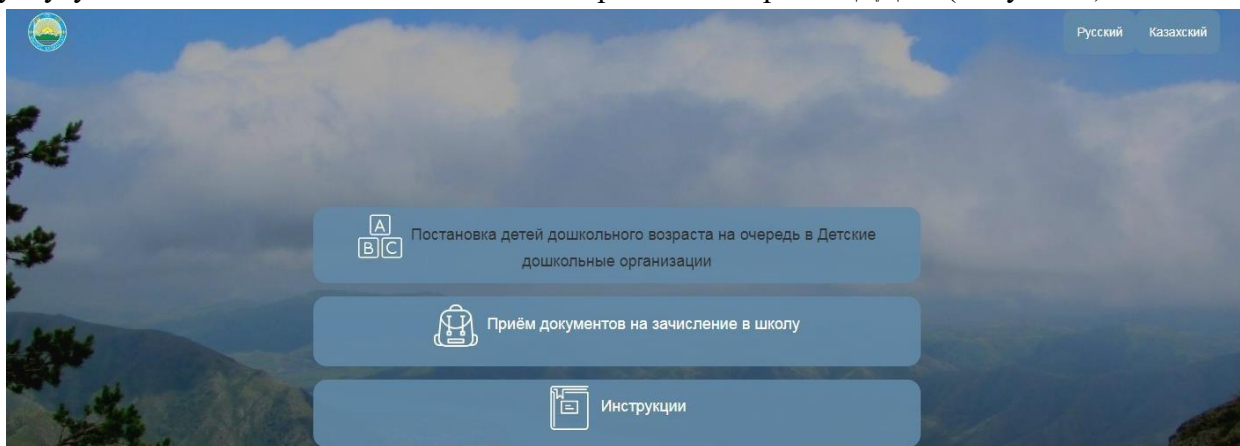 Русский Казахский
A
B C
Постановка детей дошкольного возраста на очередь в Детские
дошкольные организации
Приём документов на зачисление в школу
Инструкции